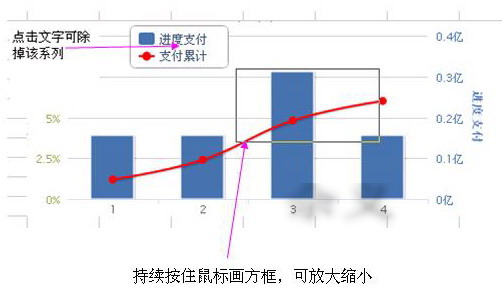 点击文字可除
掉该系列
进度支付
支付累计
0.4亿
0.3亿
0.2亿
0.1亿
0亿
进度支付
5%
2.5%
0%
1 2 3 4
持续按住鼠标画方框，可放大缩小